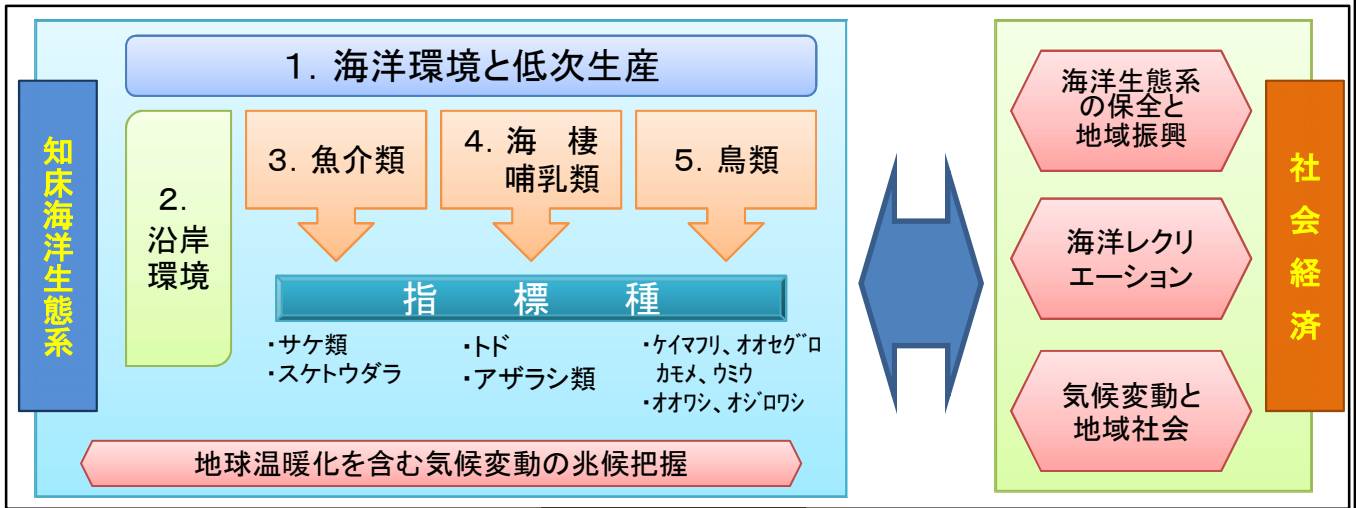 知床海洋生態系
1．海洋環境と低次生産
2．
沿岸
環境
3．魚介類
4．海　棲
哺乳類
5．鳥類
指　標　種
・サケ類
・スケトウダラ
・トド
・アザラシ類
・ｹｲﾏﾌﾘ、ｵｵｾｸﾞﾛ
ｶﾓﾒ、ｳﾐｳ
・ｵｵﾜｼ、ｵｼﾞﾛﾜｼ
地球温暖化を含む気候変動の兆候把握
海洋生態系
の保全と
地域振興
海洋レクリ
エーション
気候変動と
地域社会
社会経済